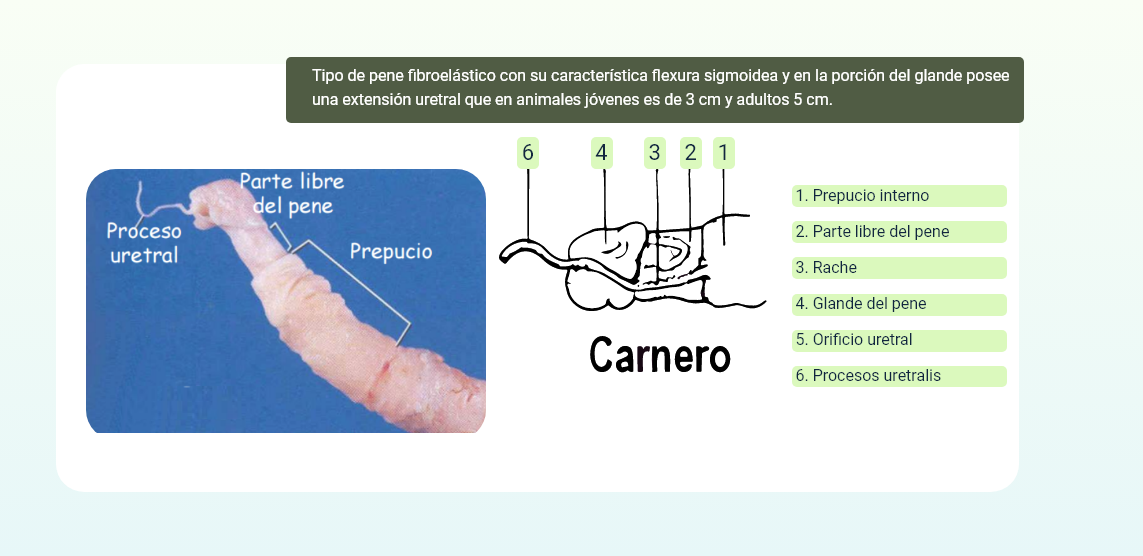 Tipo de pene fibroelástico con su característica flexura sigmoidea y en la porción del glande posee
una extensión uretral que en animales jóvenes es de 3 cm y adultos 5 cm.
Parte libre
del pene
Proceso
uretral
Prepucio
6 4 3 2 1
Carnero
1. Prepucio interno
2. Parte libre del pene
3. Rache
4. Glande del pene
5. Orificio uretral
6. Procesos uretralis